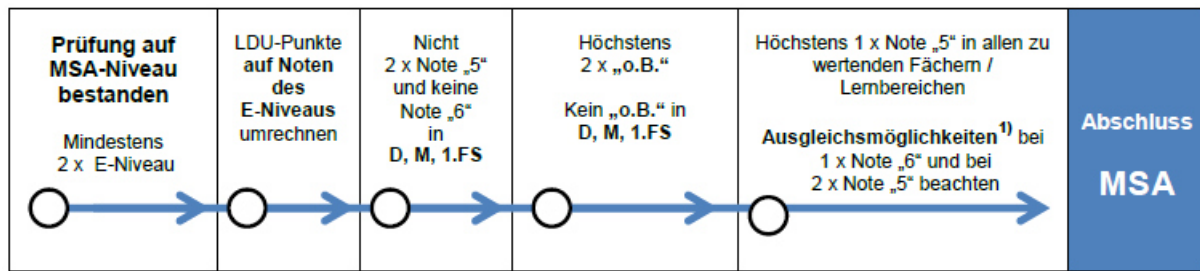 Prüfung auf
MSA-Niveau
bestanden
Mindestens
2 x E-Niveau
LDU-Punkte
auf Noten
des
E-Niveaus
umrechnen
Nicht
2 x Note „5“
und keine
Note „6“
in
D, M, 1.FS
Höchstens
2 x „o.B.“
Kein „o.B.“ in
D, M, 1.FS
Höchstens 1 x Note „5“ in allen zu
wertenden Fächern /
Lernbereichen
Ausgleichsmöglichkeiten1) bei
1 x Note „6“ und bei
2 x Note „5“ beachten
Abschluss
MSA